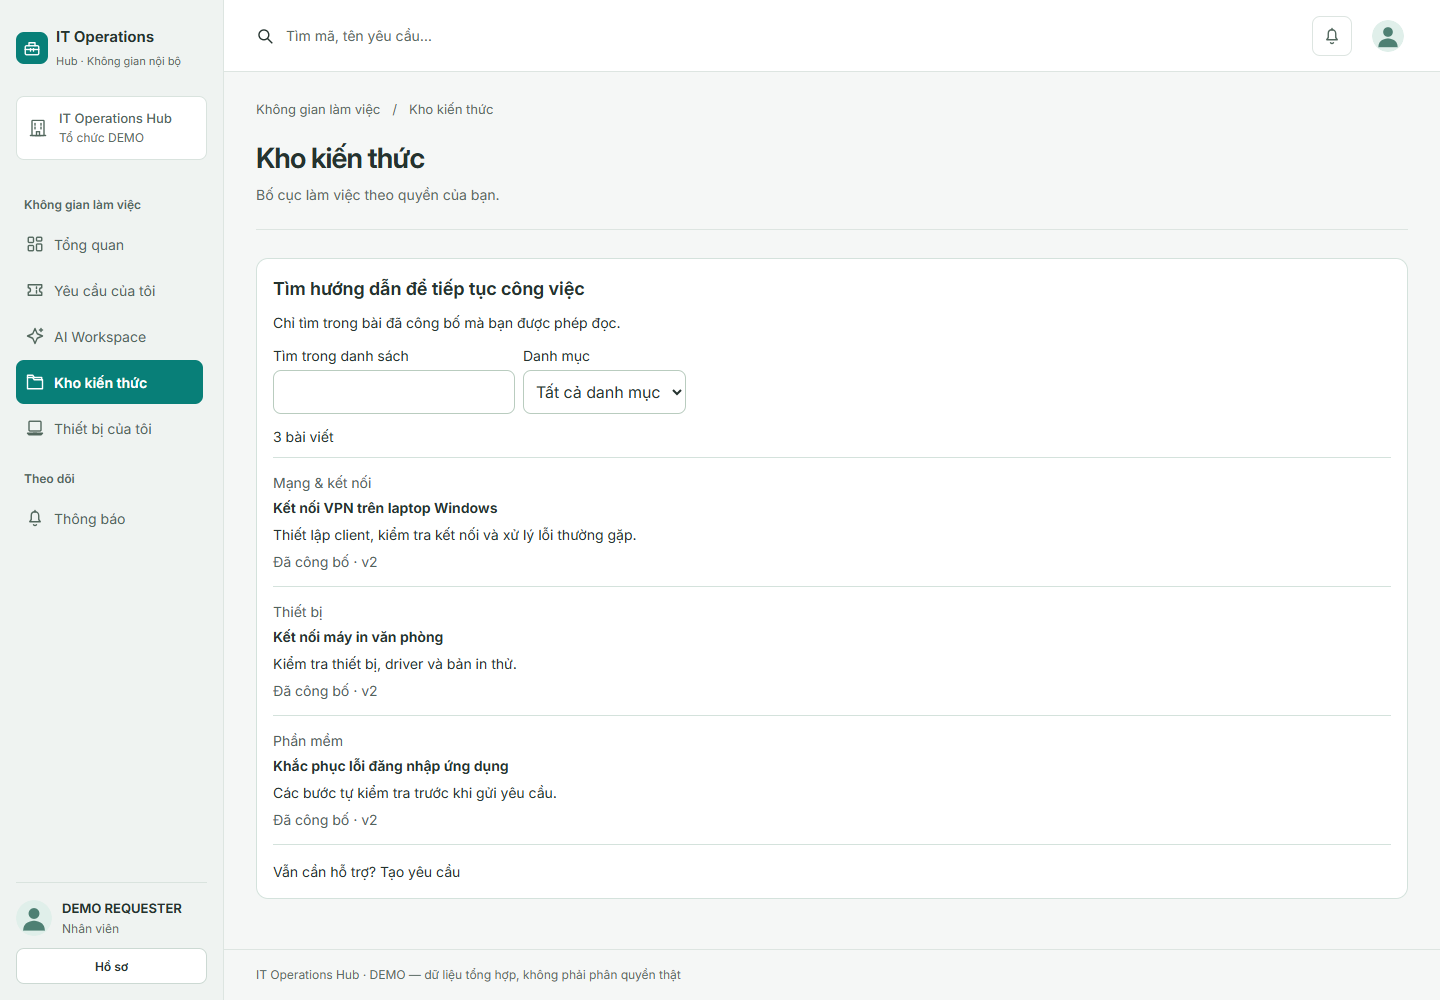 IT Operations
Hub · Không gian nội bộ
IT Operations Hub
Tổ chức DEMO
Không gian làm việc
Tổng quan
Yêu cầu của tôi
AI Workspace
Kho kiến thức
Thiết bị của tôi
Theo dõi
Thông báo
DEMO REQUESTER
Nhân viên
Hồ sơ
Tìm mã, tên yêu cầu...
Không gian làm việc / Kho kiến thức
Kho kiến thức
Bố cục làm việc theo quyền của bạn.
Tìm hướng dẫn để tiếp tục công việc
Chỉ tìm trong bài đã công bố mà bạn được phép đọc.
Tìm trong danh sách
Danh mục
Tất cả danh mục
3 bài viết
Mạng & kết nối
Kết nối VPN trên laptop Windows
Thiết lập client, kiểm tra kết nối và xử lý lỗi thường gặp.
Đã công bố · v2
Thiết bị
Kết nối máy in văn phòng
Kiểm tra thiết bị, driver và bản in thử.
Đã công bố · v2
Phần mềm
Khắc phục lỗi đăng nhập ứng dụng
Các bước tự kiểm tra trước khi gửi yêu cầu.
Đã công bố · v2
Vẫn cần hỗ trợ? Tạo yêu cầu
IT Operations Hub · DEMO — dữ liệu tổng hợp, không phải phân quyền thật